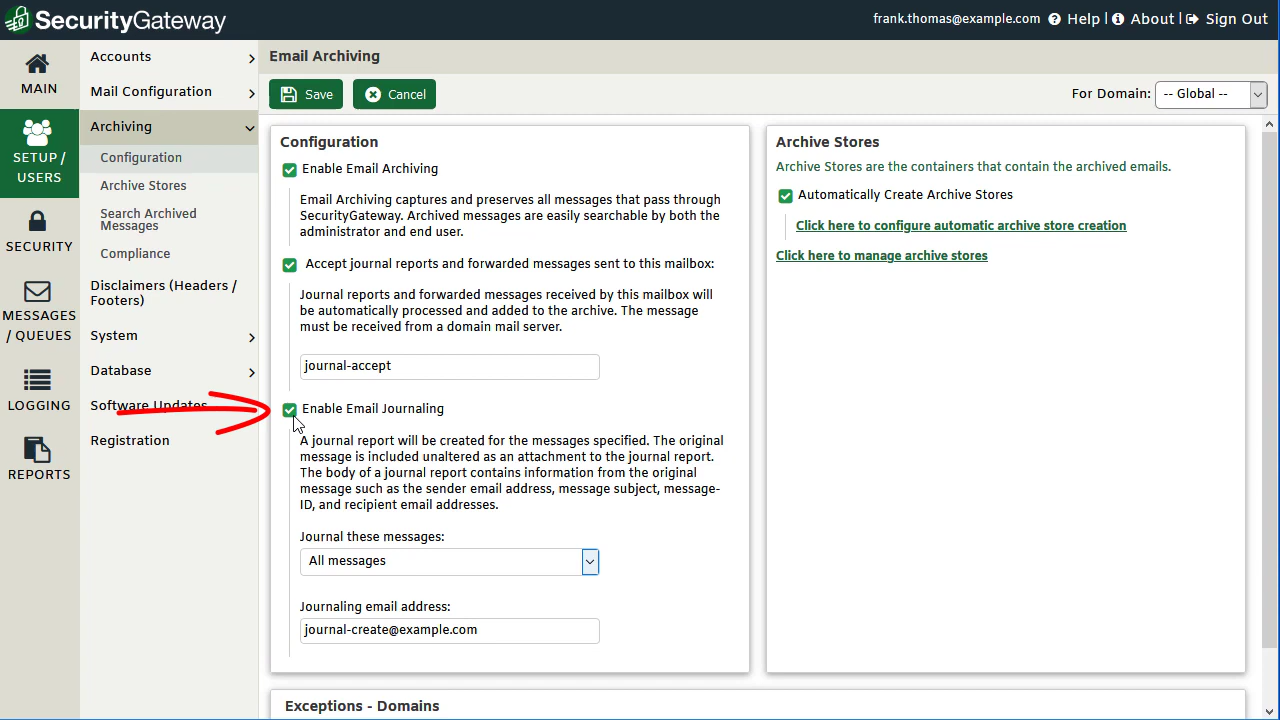 SecurityGateway
frank.thomas@example.com Help | About | Sign Out
MAIN
SETUP /
USERS
SECURITY
MESSAGES
/ QUEUES
LOGGING
REPORTS
Accounts
Mail Configuration
Archiving
Configuration
Archive Stores
Search Archived
Messages
Compliance
Disclaimers (Headers /
Footers)
System
Database
Software Updates
Registration
Email Archiving
Save Cancel
For Domain: -- Global --
Configuration
Enable Email Archiving
Email Archiving captures and preserves all messages that pass through
SecurityGateway. Archived messages are easily searchable by both the
administrator and end user.
Accept journal reports and forwarded messages sent to this mailbox:
Journal reports and forwarded messages received by this mailbox will
be automatically processed and added to the archive. The message
must be received from a domain mail server.
journal-accept
Enable Email Journaling
A journal report will be created for the messages specified. The original
message is included unaltered as an attachment to the journal report.
The body of a journal report contains information from the original
message such as the sender email address, message subject, message-
ID, and recipient email addresses.
Journal these messages:
All messages
Journaling email address:
journal-create@example.com
Archive Stores
Archive Stores are the containers that contain the archived emails.
Automatically Create Archive Stores
Click here to configure automatic archive store creation
Click here to manage archive stores
Exceptions - Domains